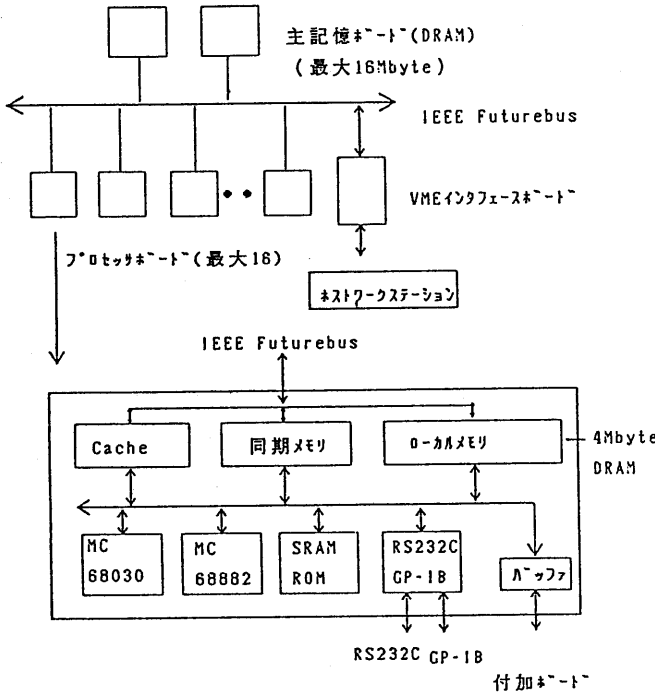 主記憶ﾎﾞｰﾄﾞ(DRAM)
(最大16Mbyte)
IEEE Futurebus
VMEｲﾝﾀﾌｪｰｽﾎﾞｰﾄﾞ
ﾌﾟﾛｾｯｻﾎﾞｰﾄﾞ(最大16)
ﾎｽﾄﾜｰｸｽﾃｰｼｮﾝ
IEEE Futurebus
Cache
同期ﾒﾓﾘ
ﾛｰｶﾙﾒﾓﾘ
4Mbyte
DRAM
MC
68030
MC
68882
SRAM
ROM
RS232C
GP-IB
ﾊﾞｯﾌｧ
RS232C GP-IB
付加ﾎﾞｰﾄﾞ